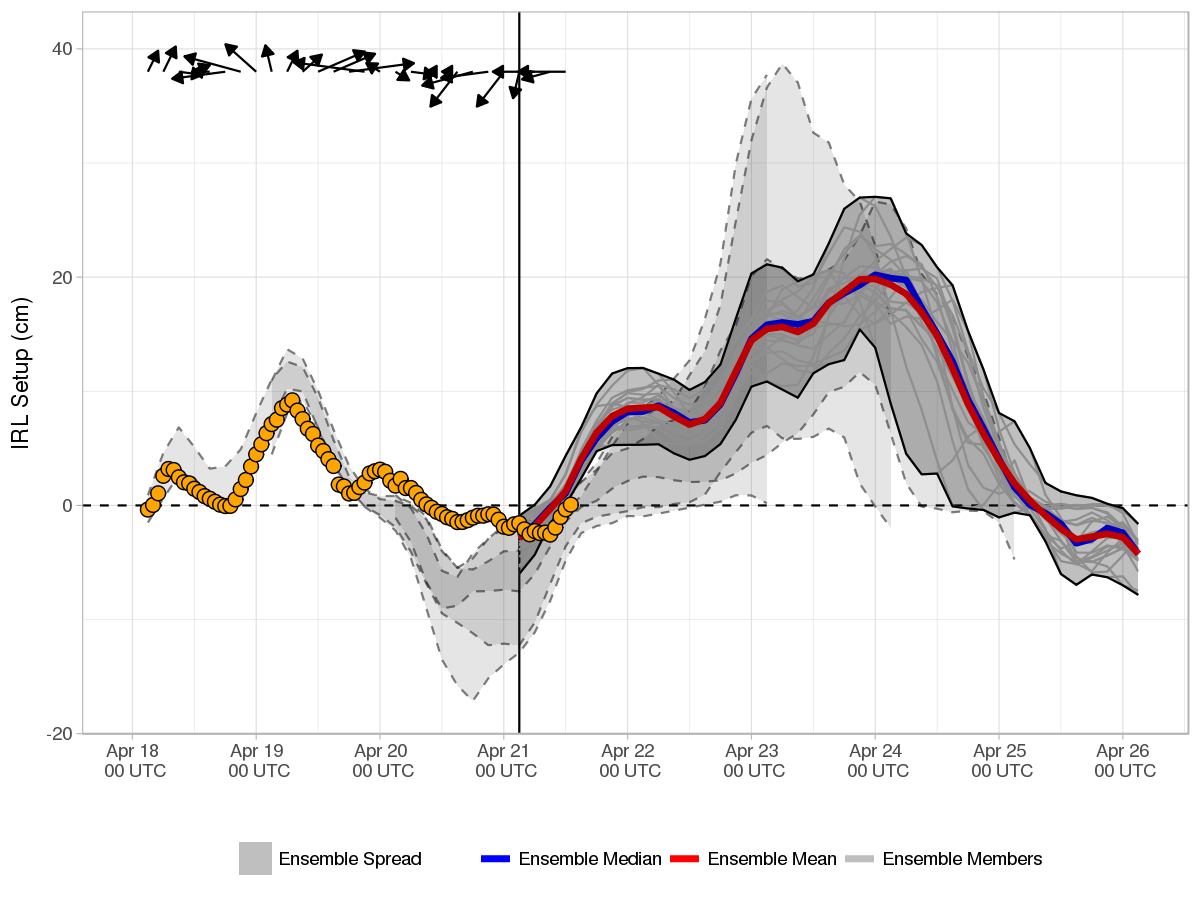 40
20
0
-20
IRL Setup (cm)
Apr 18 Apr 19 Apr 20 Apr 21 Apr 22 Apr 23 Apr 24 Apr 25 Apr 26
00 UTC 00 UTC 00 UTC 00 UTC 00 UTC 00 UTC 00 UTC 00 UTC 00 UTC
Ensemble Spread Ensemble Median Ensemble Mean Ensemble Members